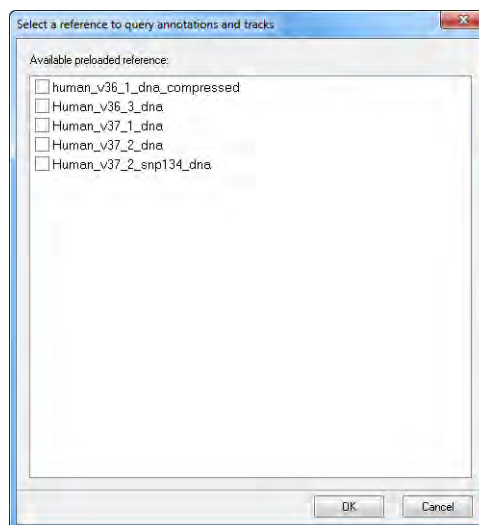 Select a reference to query annotations and tracks
Available preloaded reference:
human_v36_1_dna_compressed
Human_v36_3_dna
Human_v37_1_dna
Human_v37_2_dna
Human_v37_2_snp134_dna
OK Cancel